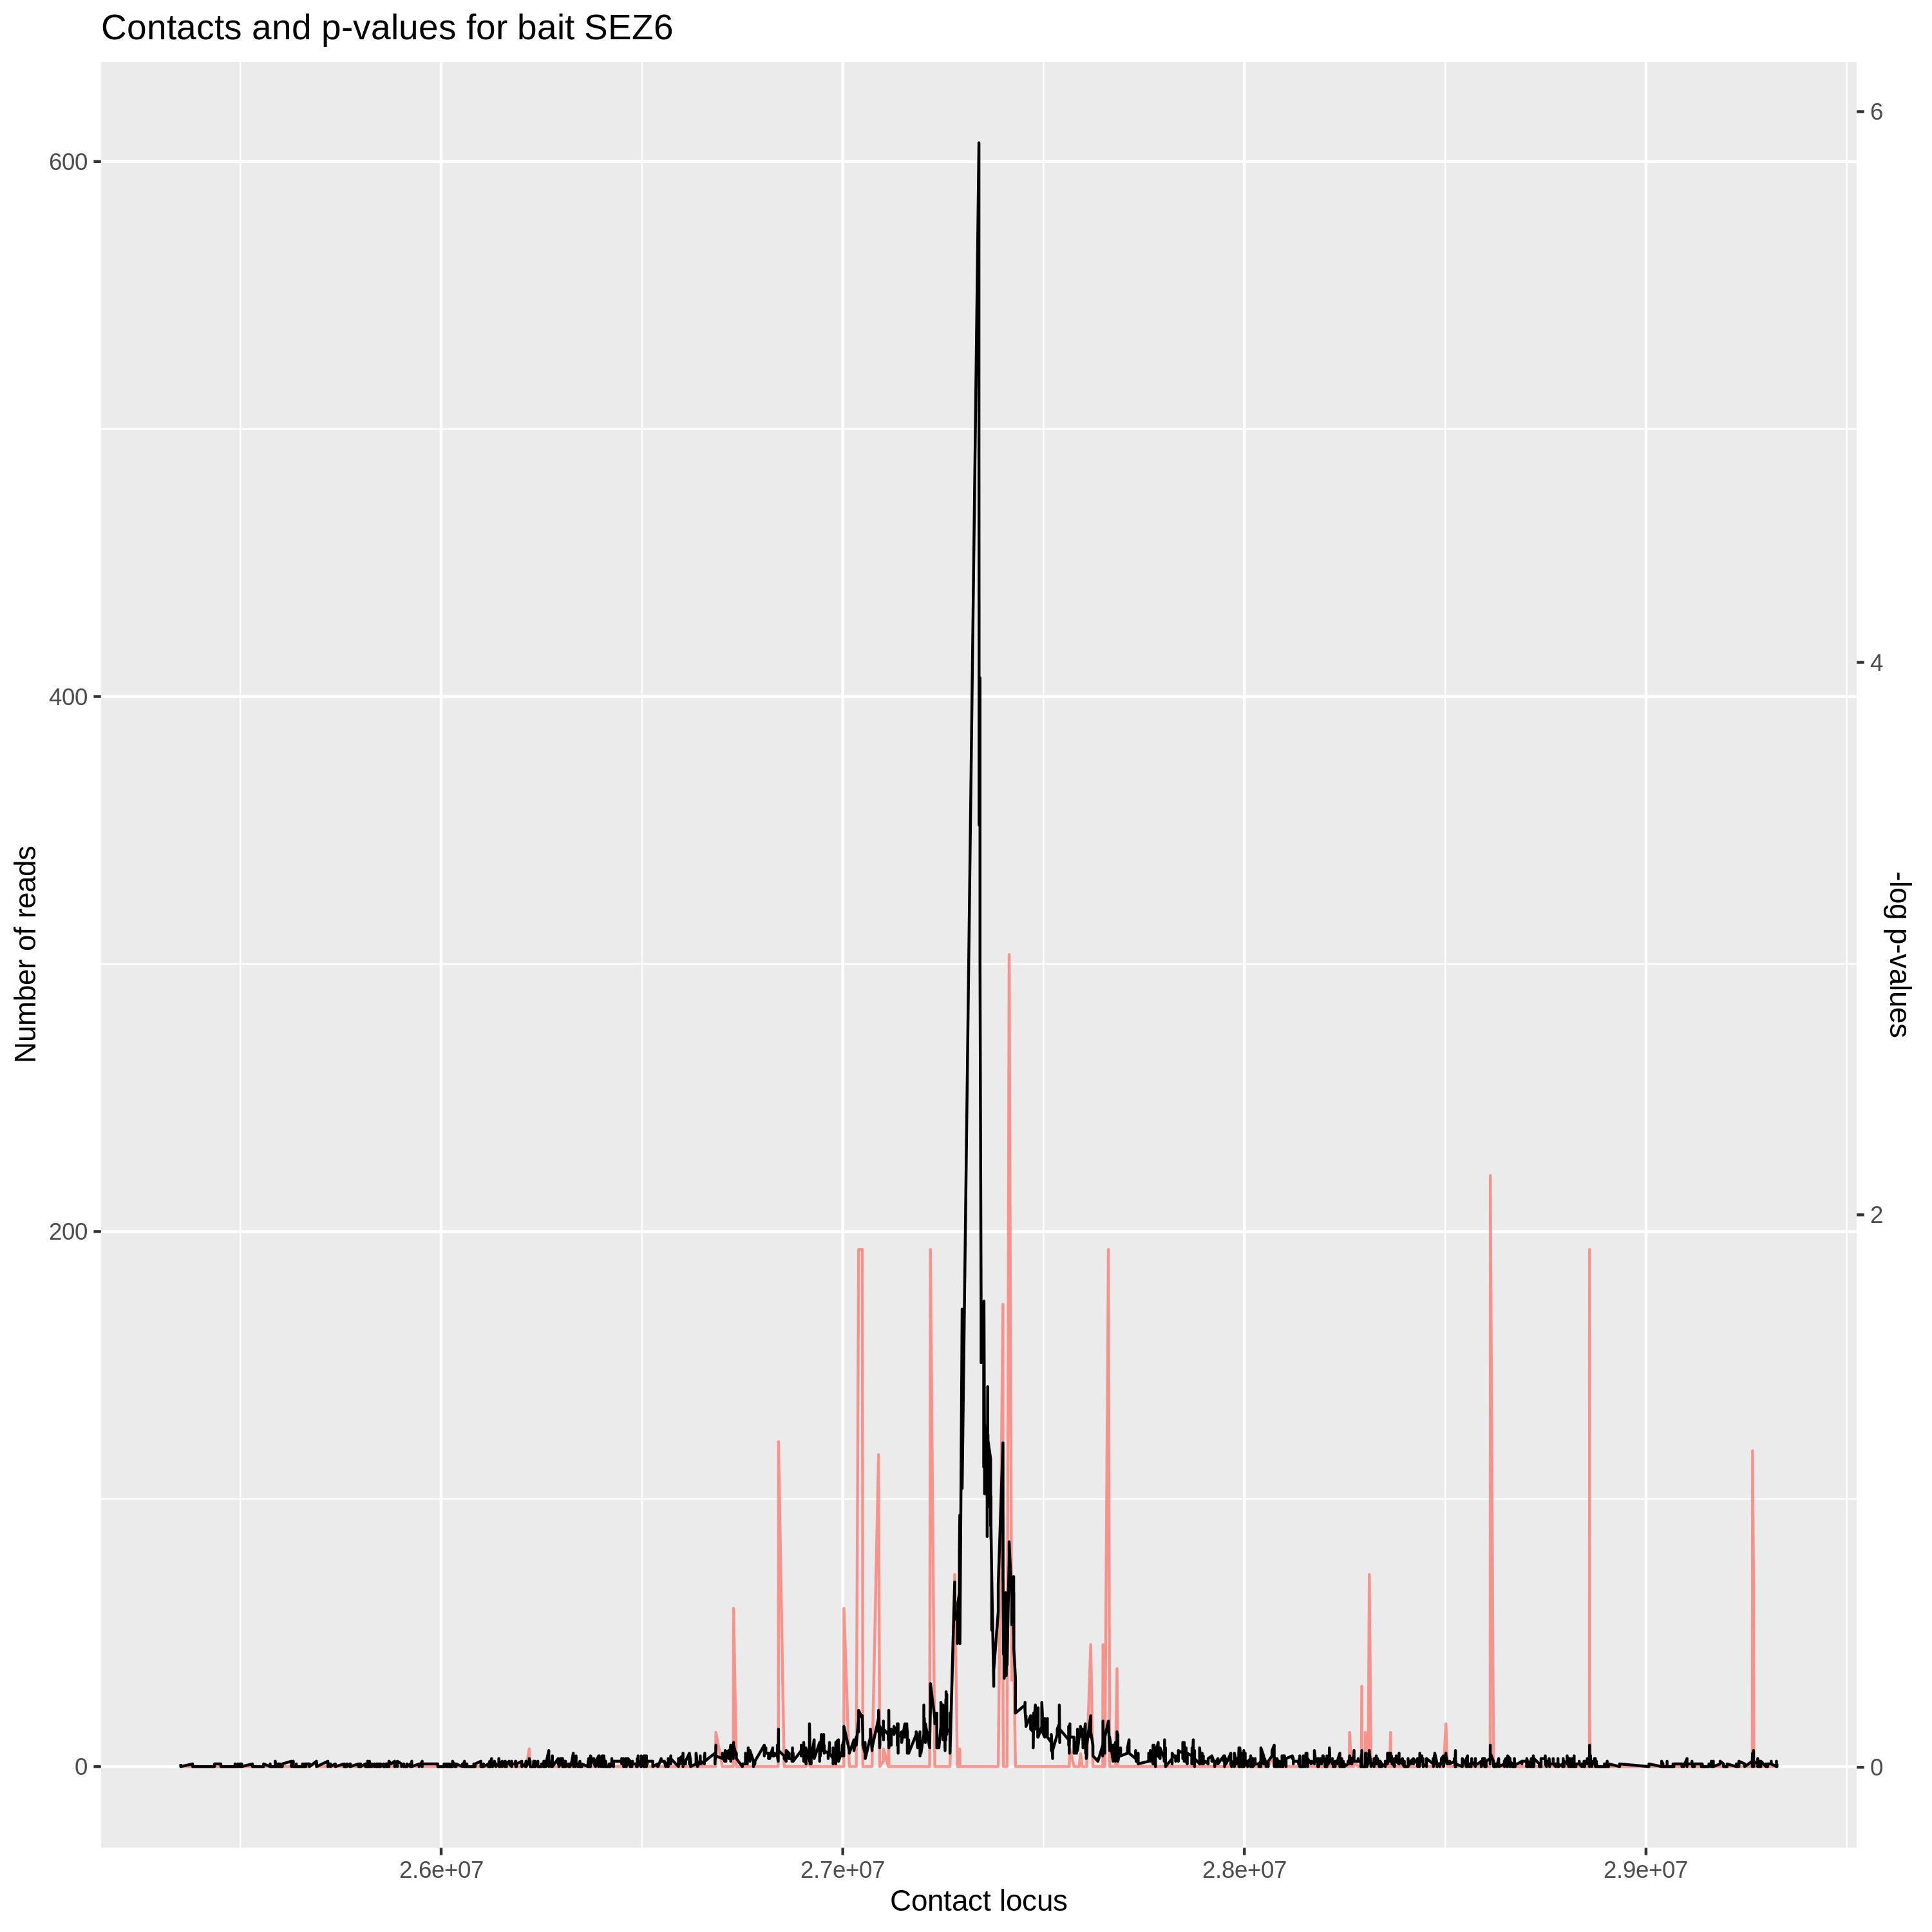 Contacts and p-values for bait SEZ6
600
400
200
0
Number of reads
6
4
2
0
-log p-values
2.6e+07
2.7e+07
2.8e+07
2.9e+07
Contact locus